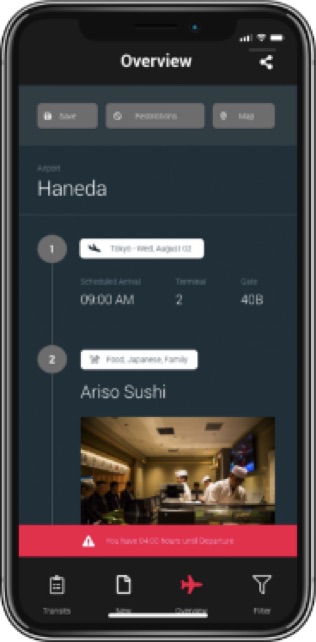 Overview
Save Restrictions Map
Airport
Haneda
1 Tokyo - Wed, August 02
Scheduled Arrival Terminal Gate
09:00 AM 2 40B
2 Food, Japanese, Family
Ariso Sushi
You have 04:00 hours until Departure
Transits New Overview Filter